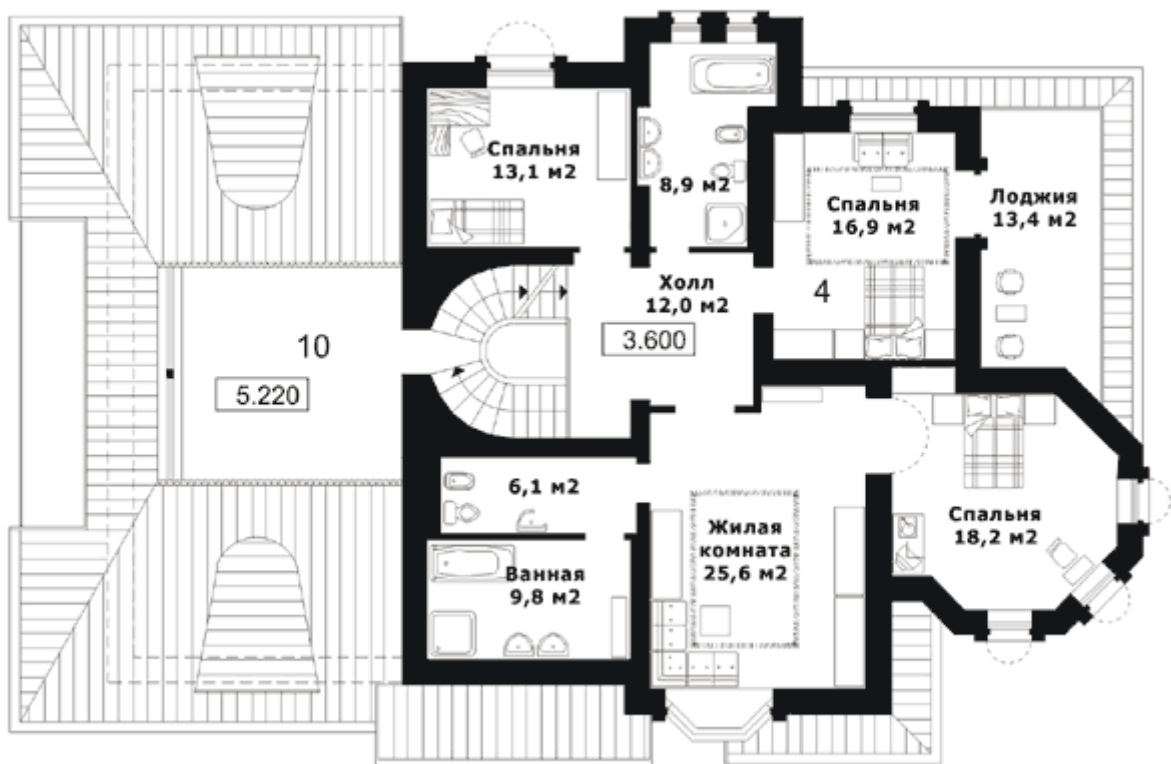 Спальня
13,1 м2
8,9 м2
Спальня
16,9 м2
Лоджия
13,4 м2
Холл
12,0 м2
4
3.600
10
5.220
6,1 м2
Ванная
9,8 м2
Жилая
комната
25,6 м2
Спальня
18,2 м2